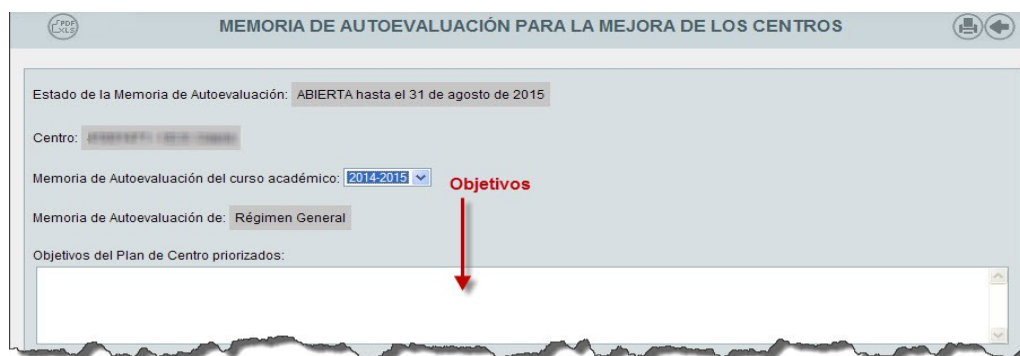 PDF
XLS
MEMORIA DE AUTOEVALUACIÓN PARA LA MEJORA DE LOS CENTROS
Estado de la Memoria de Autoevaluación: ABIERTA hasta el 31 de agosto de 2015
Centro:
Memoria de Autoevaluación del curso académico: 2014-2015
Objetivos
Memoria de Autoevaluación de: Régimen General
Objetivos del Plan de Centro priorizados: